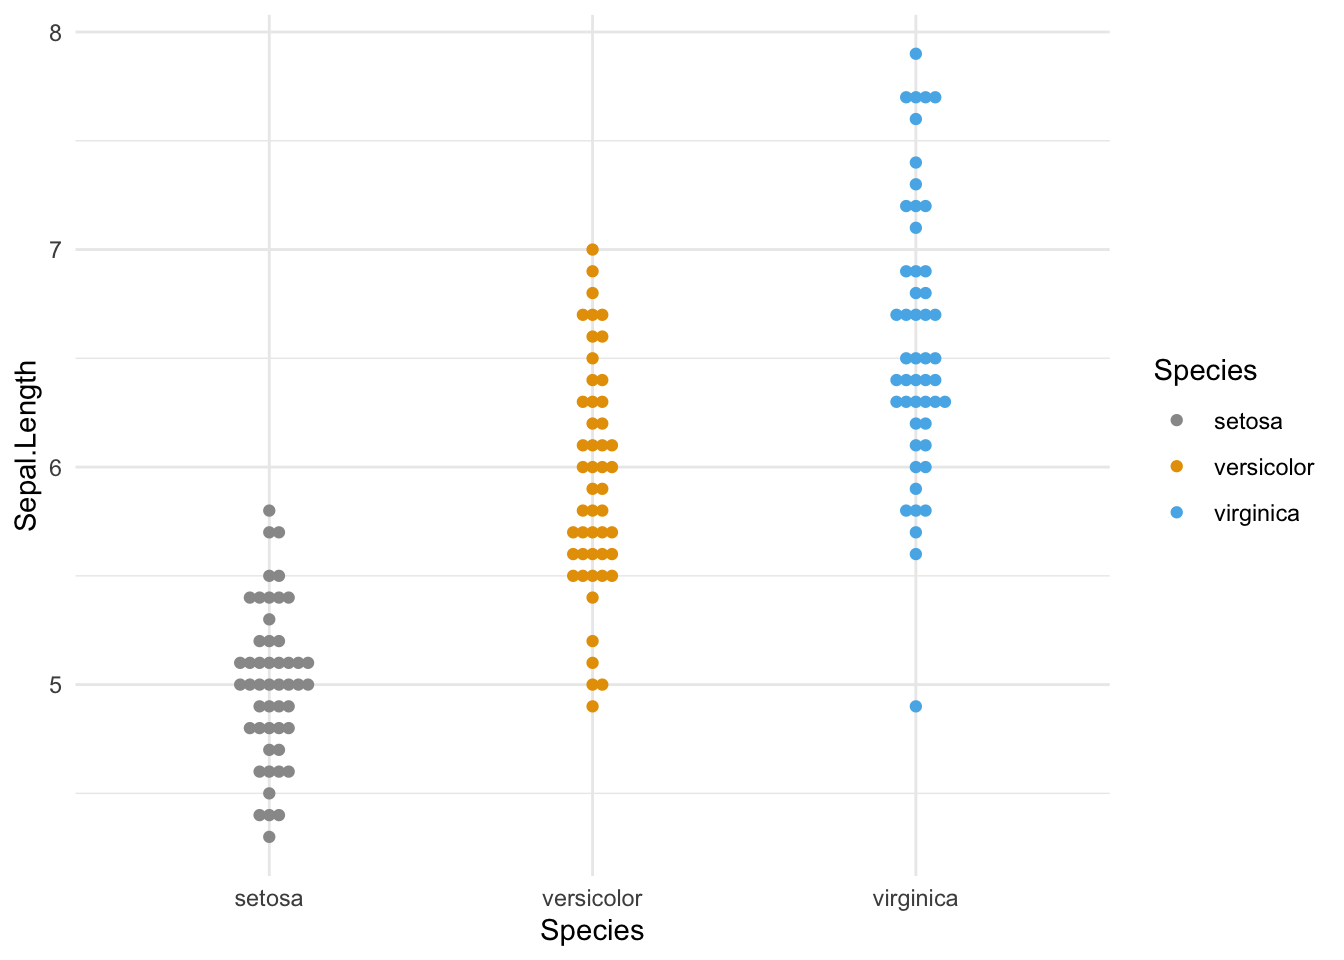 8
7
6
5
Sepal.Length
setosa
versicolor
virginica
Species
Species
setosa
versicolor
virginica